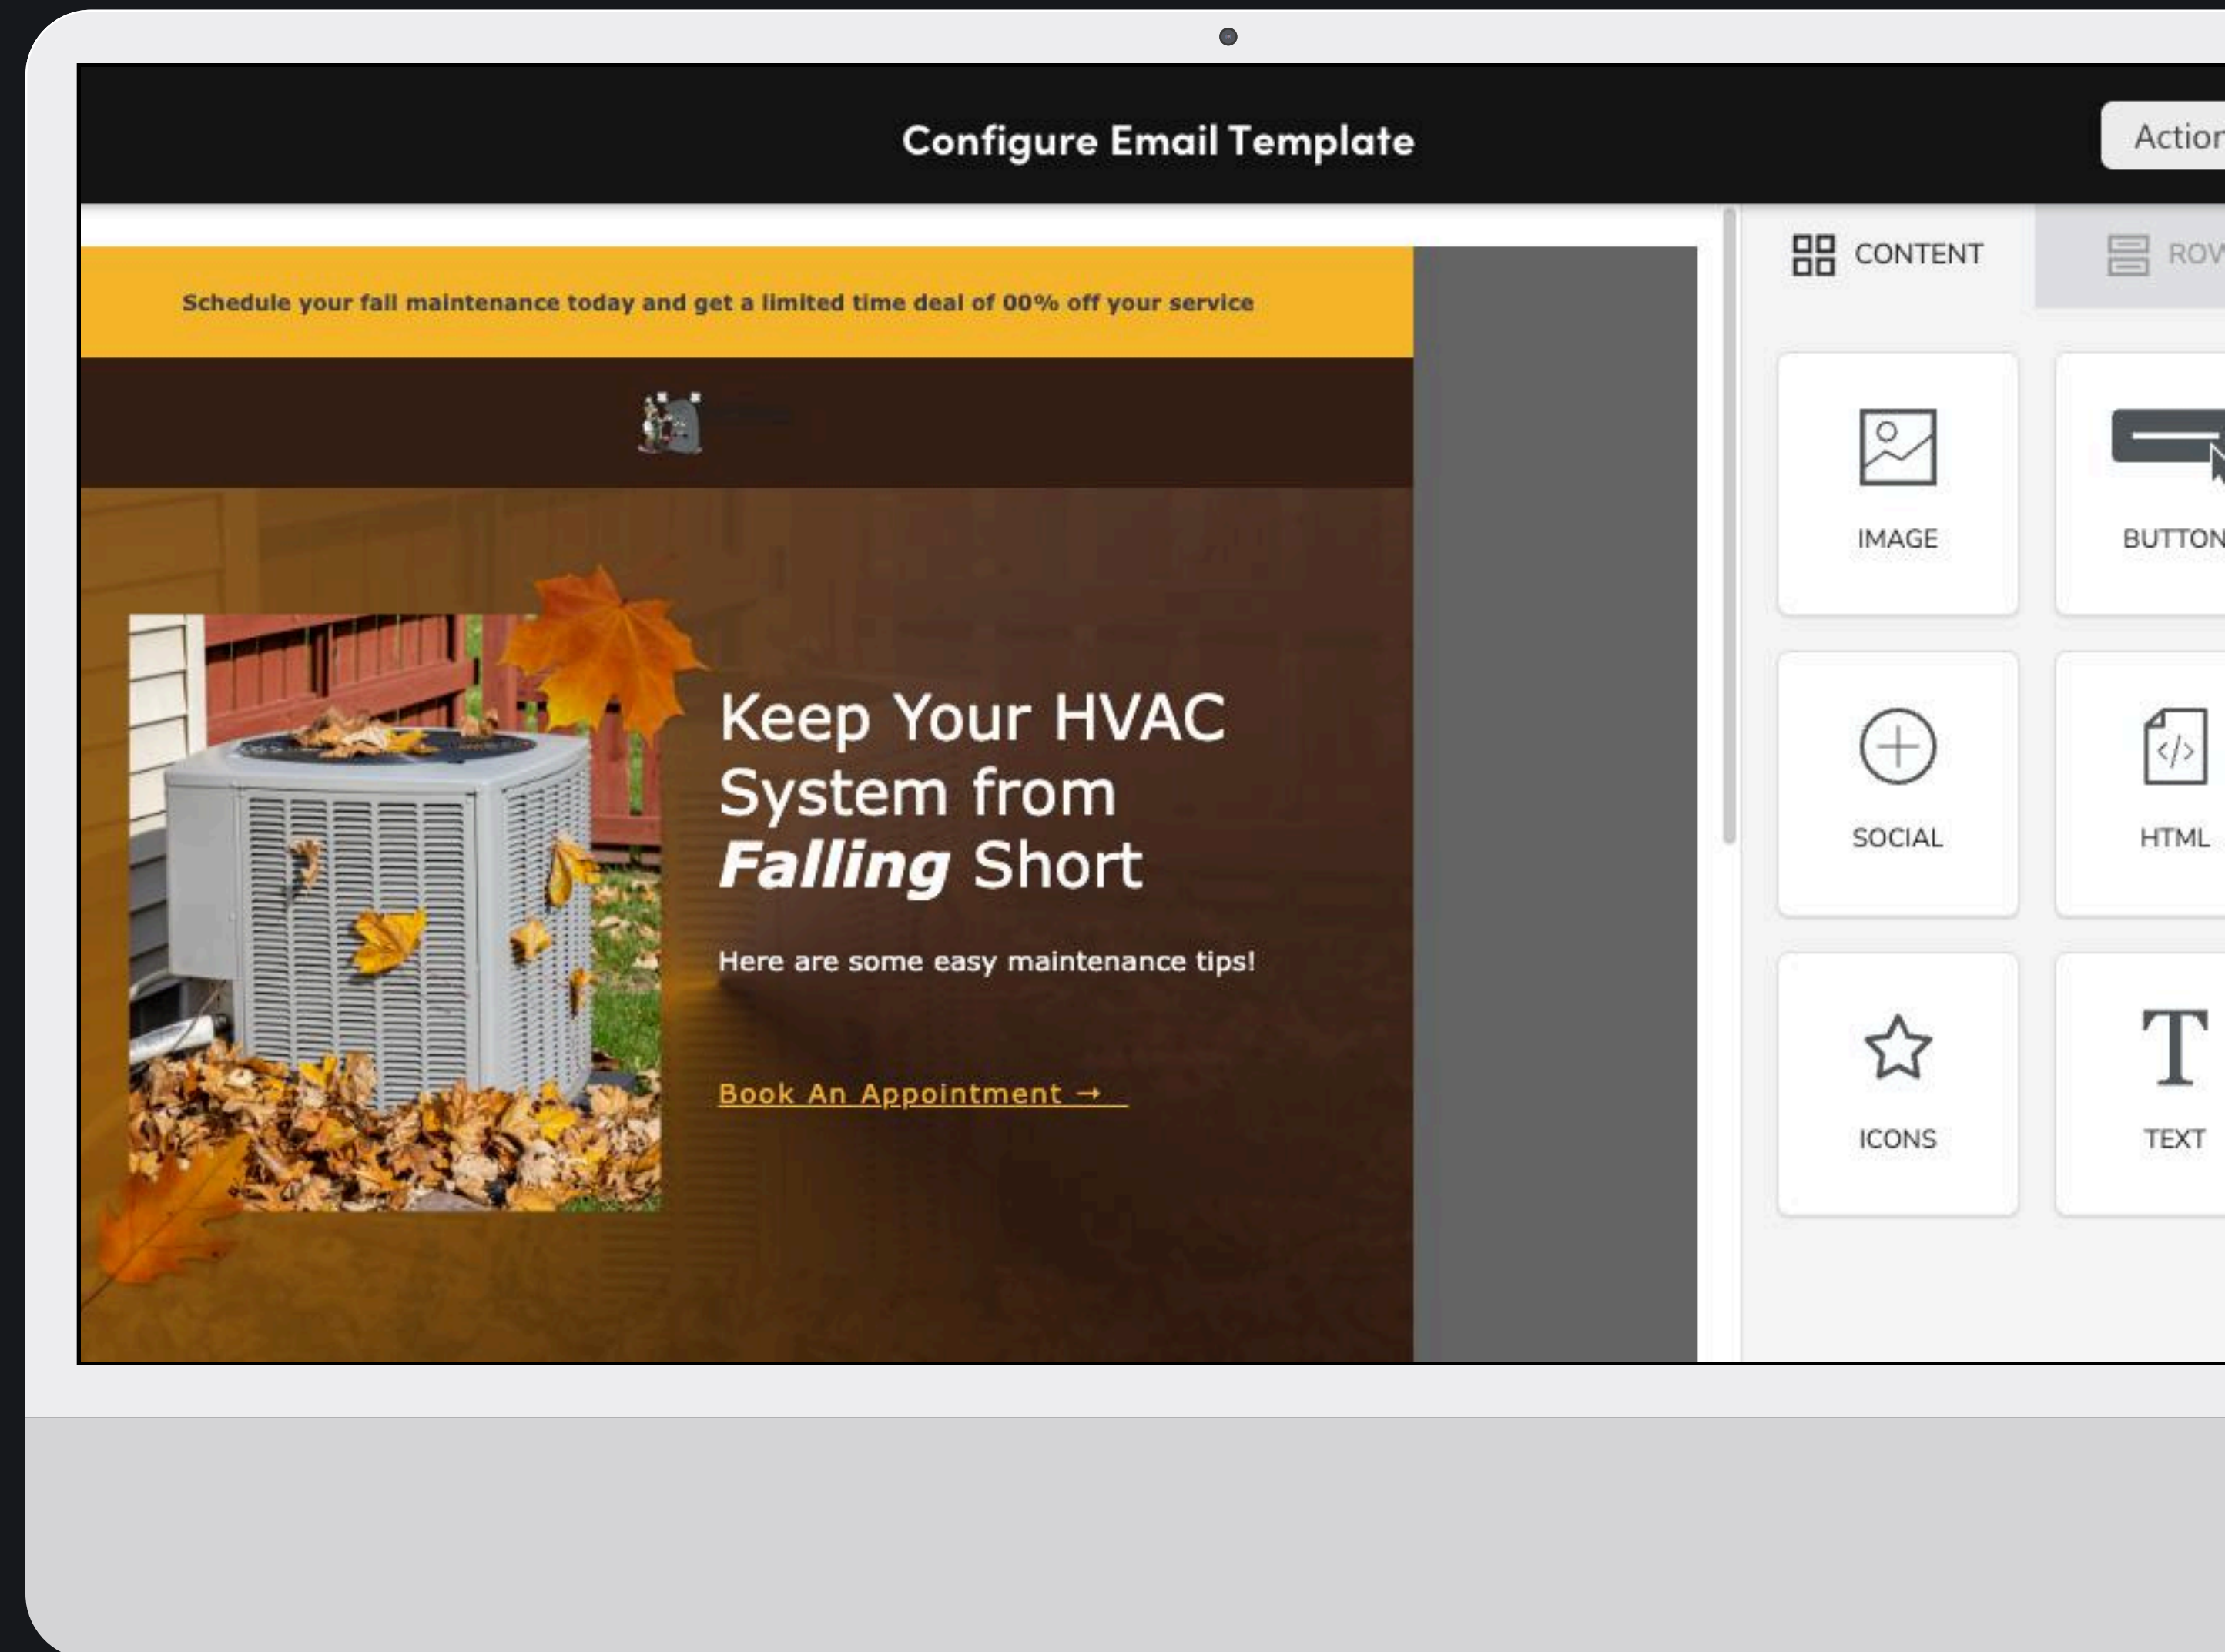 Configure Email Template
Action
CONTENT
ROW
Schedule your fall maintenance today and get a limited time deal of 00% off your service
IMAGE
BUTTON
Keep Your HVAC
System from
Falling Short
Here are some easy maintenance tips!
Book An Appointment →
SOCIAL
HTML
ICONS
TEXT